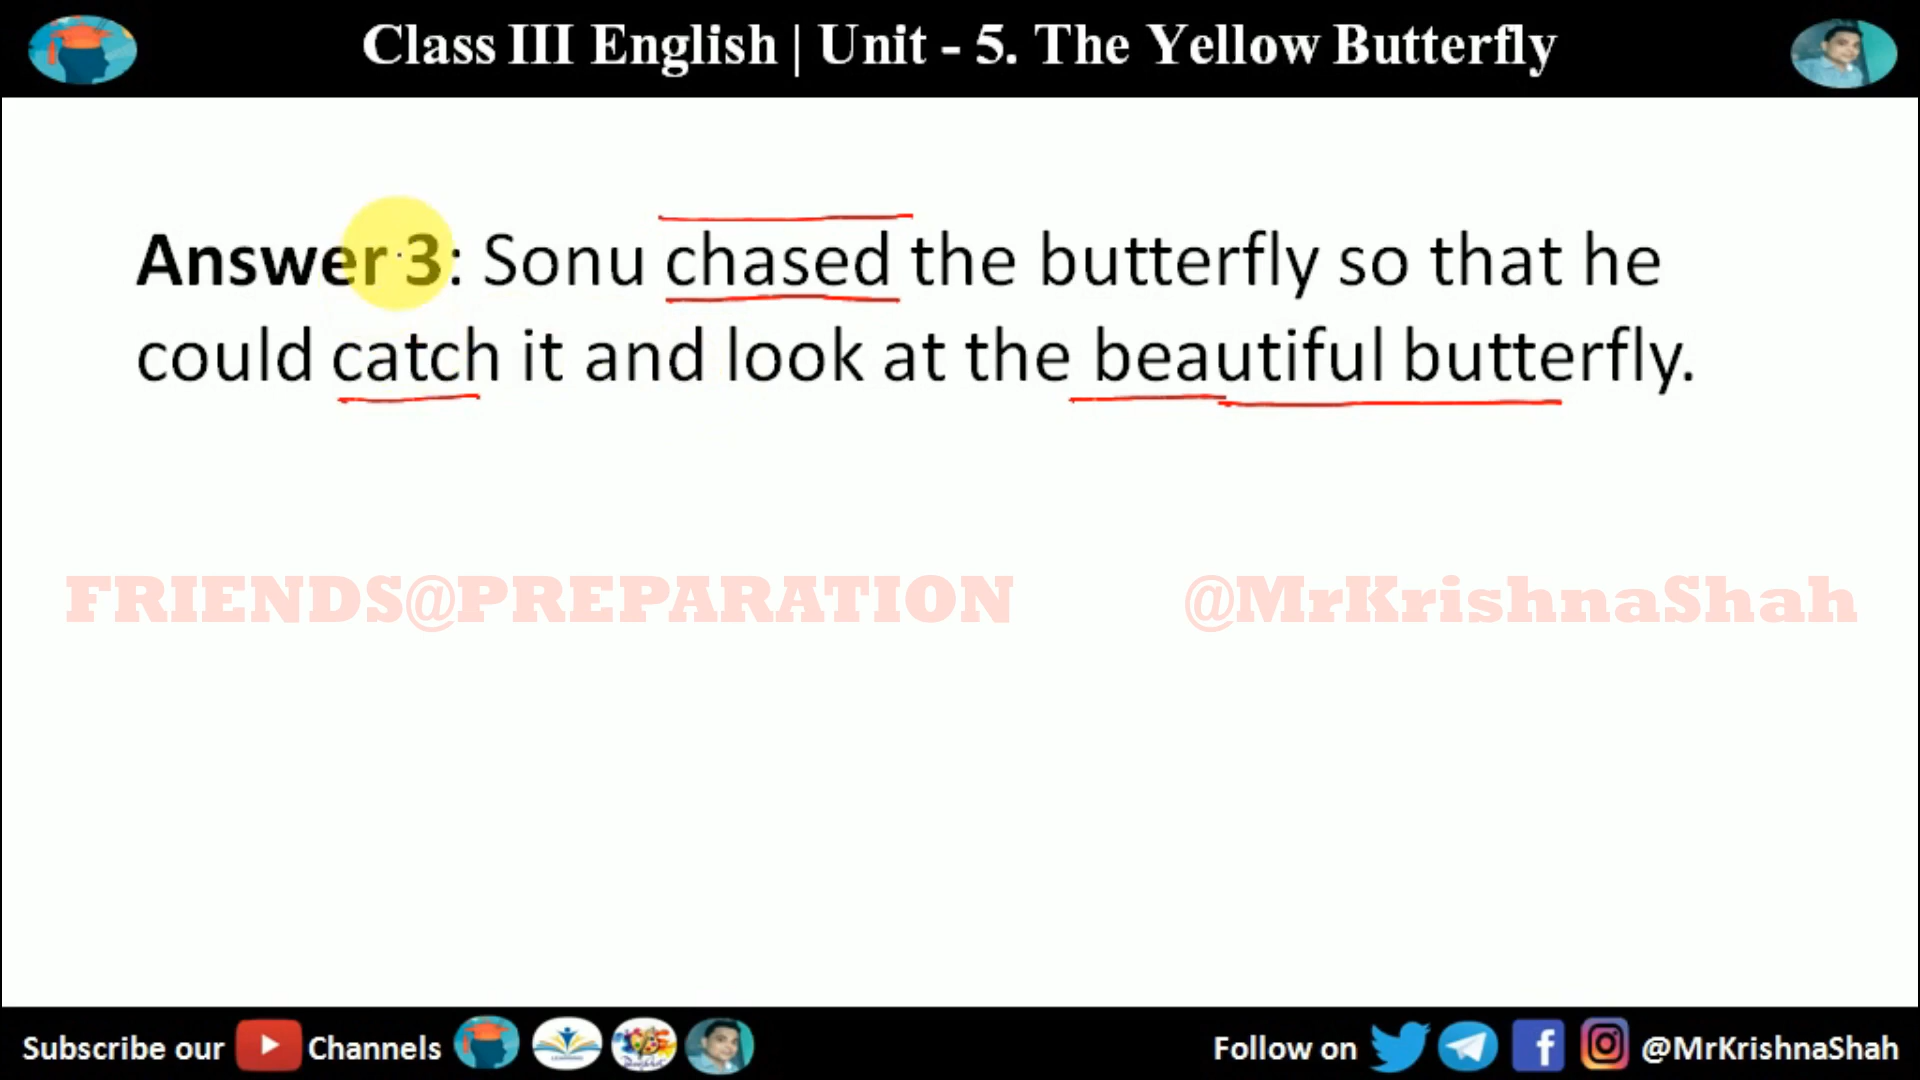 Class III English | Unit - 5. The Yellow Butterfly
Answer 3: Sonu chased the butterfly so that he
could catch it and look at the beautiful butterfly.
FRIENDS@PREPARATION @MrKrishnaShah
Subscribe our Channels Follow on @MrKrishnaShah